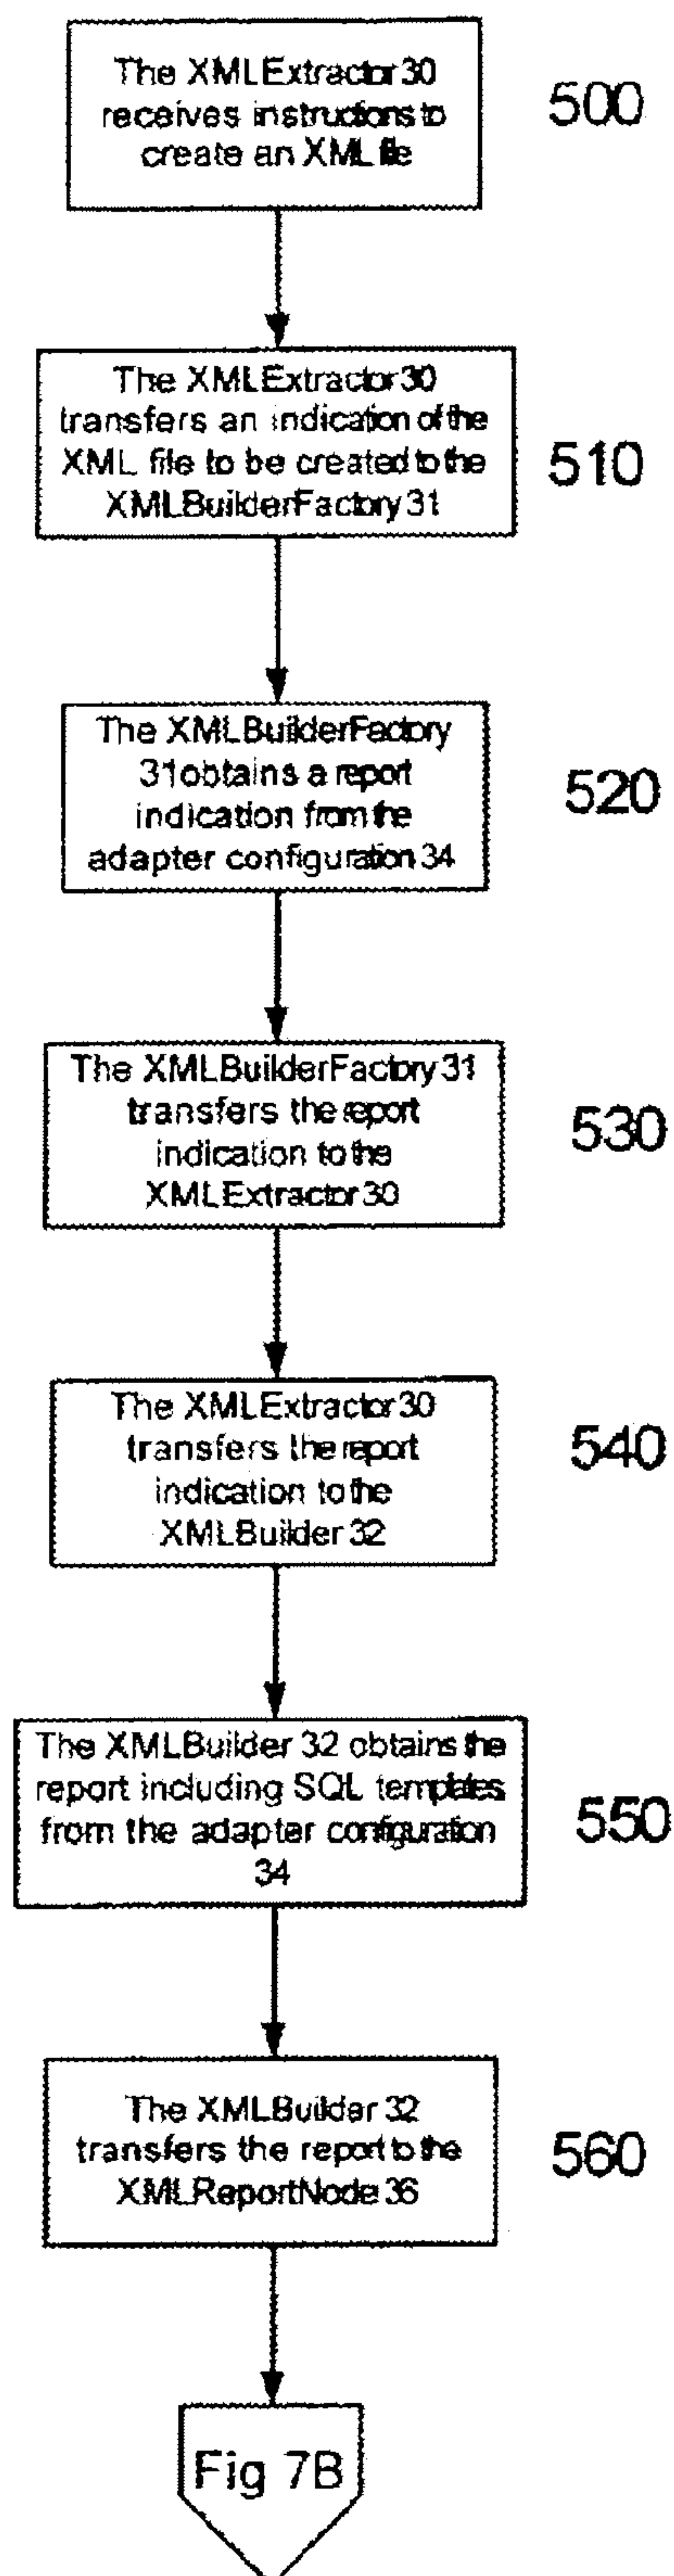 The XMLExtractor 30
receives instructions to
create an XML file
500
The XMLExtractor 30
transfers an indication of the
XML file to be created to the
XMLBuilderFactory 31
510
The XMLBuilderFactory
31 obtains a report
indication from the
adapter configuration 34
520
The XMLBuilderFactory 31
transfers the report
indication to the
XMLExtractor 30
530
The XMLExtractor 30
transfers the report
indication to the
XMLBuilder 32
540
The XMLBuilder 32 obtains the
report including SQL templates
from the adapter configuration
34
550
The XMLBuilder 32
transfers the report to the
XMLReportNode 36
560
Fig 7B